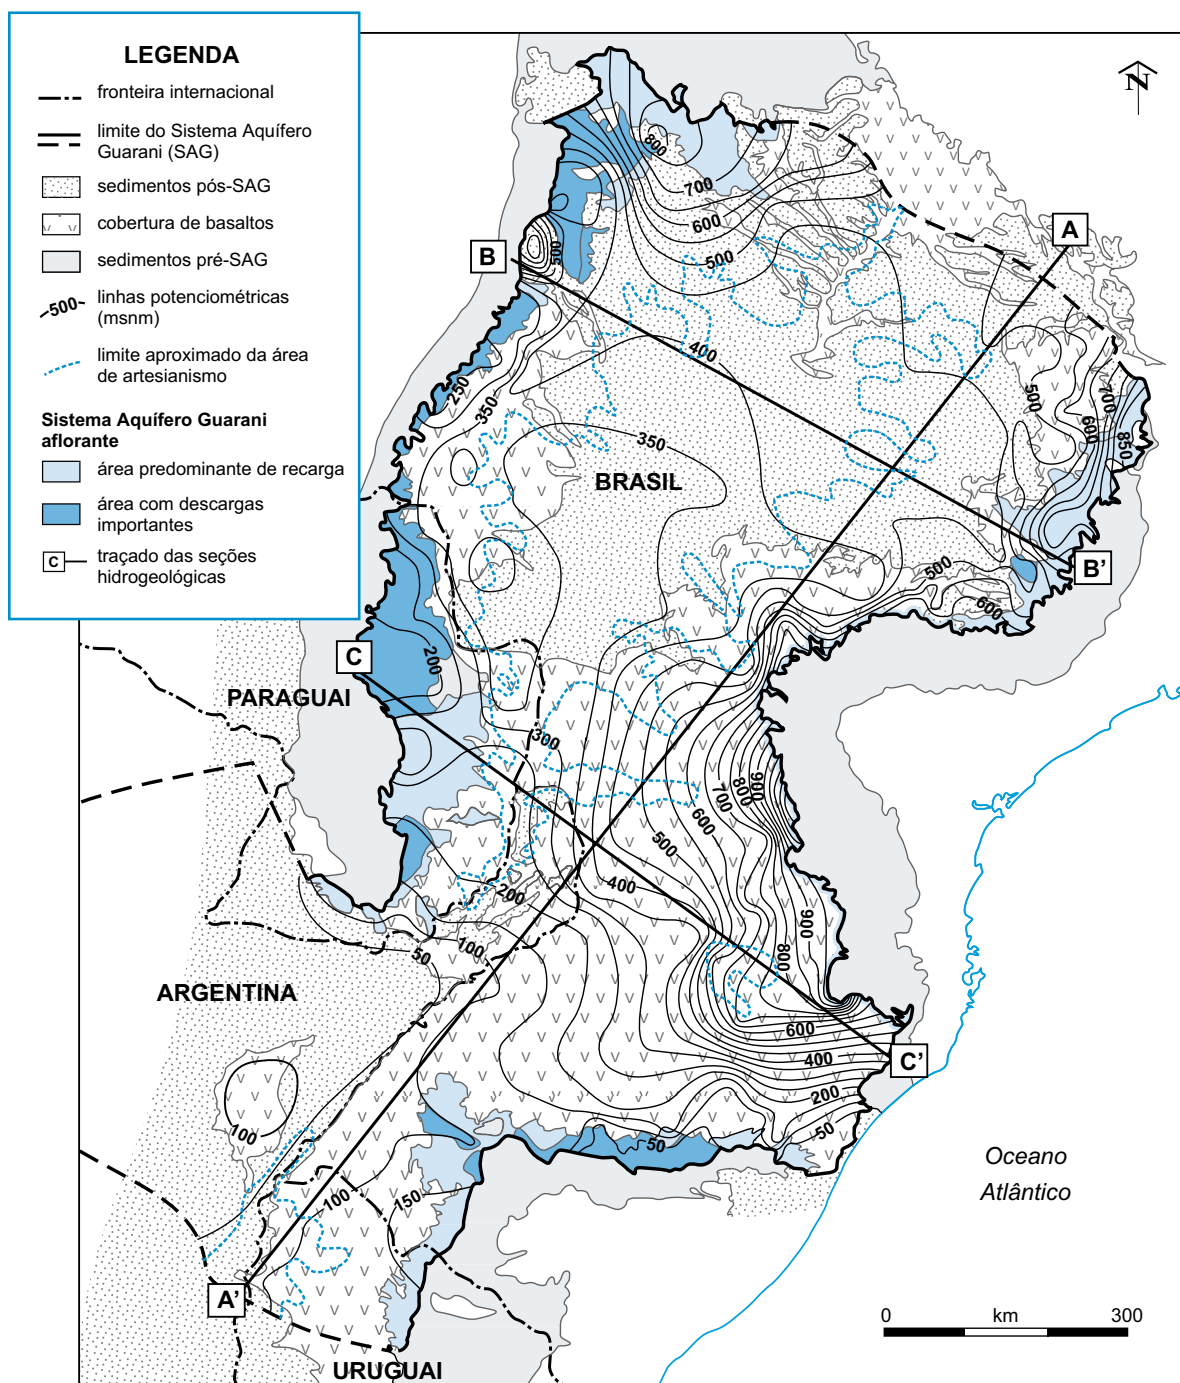 LEGENDA
fronteira internacional
limite do Sistema Aquífero
Guarani (SAG)
sedimentos pós-SAG
cobertura de basaltos
sedimentos pré-SAG
500
linhas potenciométricas
(msnm)
limite aproximado da área
de artesianismo
Sistema Aquífero Guarani
aflorante
área predominante de recarga
área com descargas
importantes
C
traçado das seções
hidrogeológicas
N
800
700
600
500
500
A
B
400
250
350
350
500
700
600
850
BRASIL
B'
500
600
C
200
PARAGUAI
300
900
800
700
600
500
400
200
100
50
900
800
ARGENTINA
600
400
C'
200
50
100
50
100
150
Oceano
Atlântico
A'
URUGUAI
0 km 300